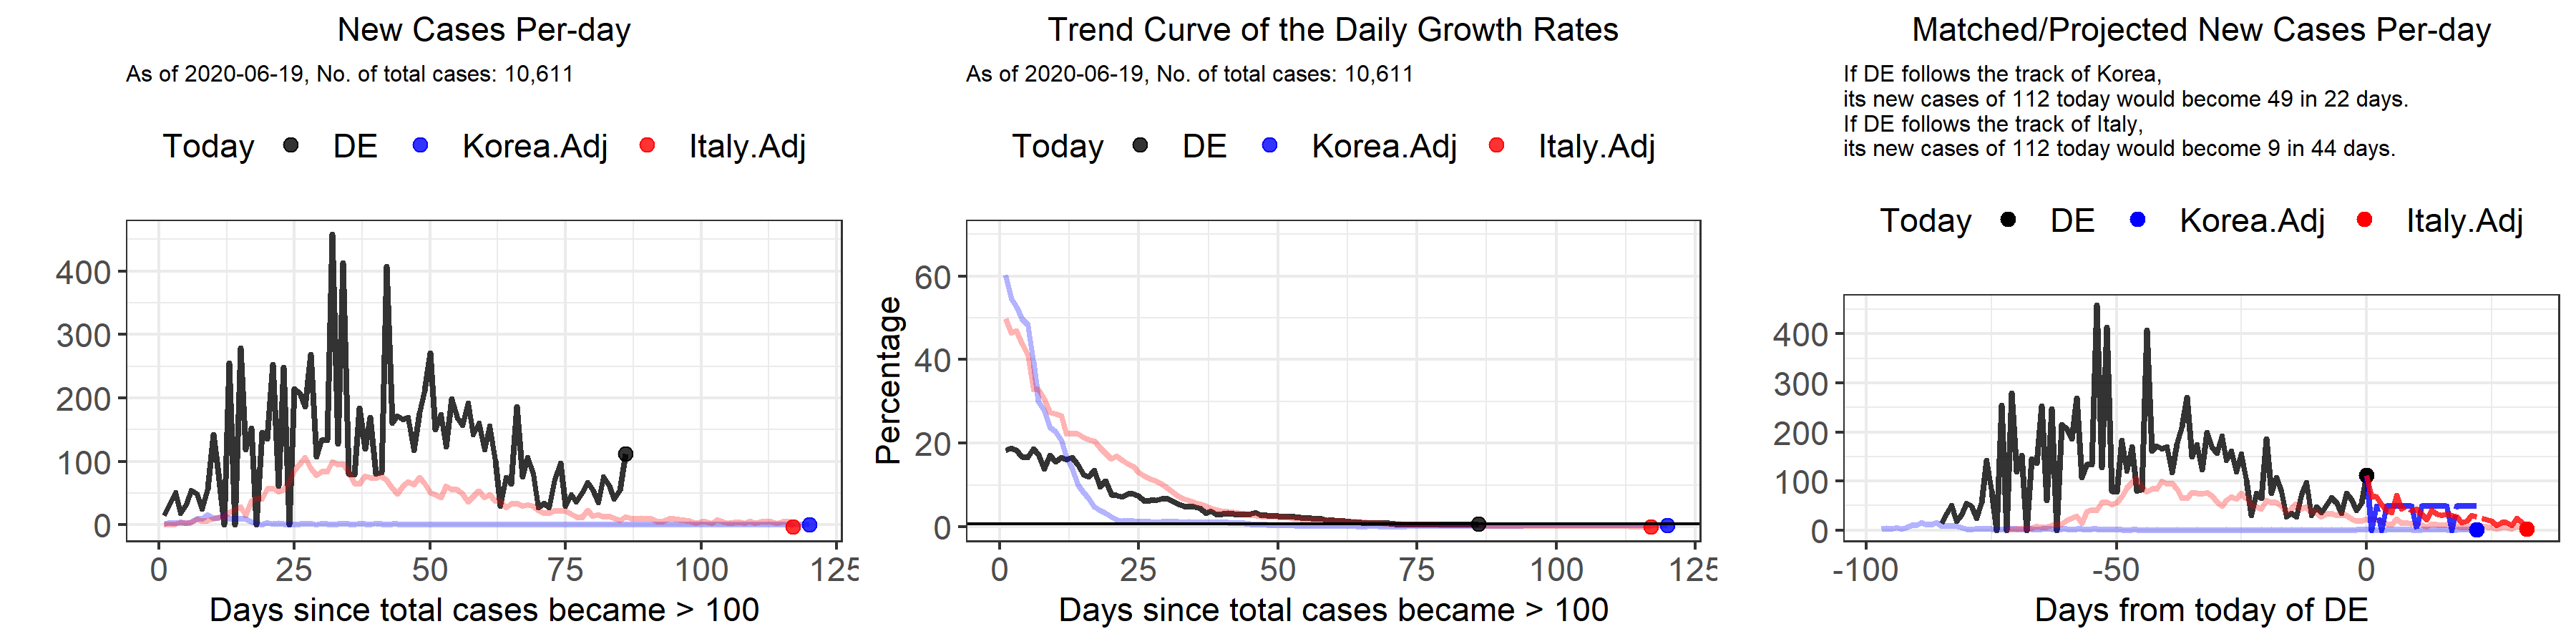 New Cases Per-day
As of 2020-06-19, No. of total cases: 10,611
Today DE Korea.Adj Italy.Adj
400
300
200
100
0
0 25 50 75 100 125
Days since total cases became > 100
Trend Curve of the Daily Growth Rates
As of 2020-06-19, No. of total cases: 10,611
Today DE Korea.Adj Italy.Adj
Percentage
60
40
20
0
0 25 50 75 100 125
Days since total cases became > 100
Matched/Projected New Cases Per-day
If DE follows the track of Korea,
its new cases of 112 today would become 49 in 22 days.
If DE follows the track of Italy,
its new cases of 112 today would become 9 in 44 days.
Today DE Korea.Adj Italy.Adj
400
300
200
100
0
-100 -50 0
Days from today of DE